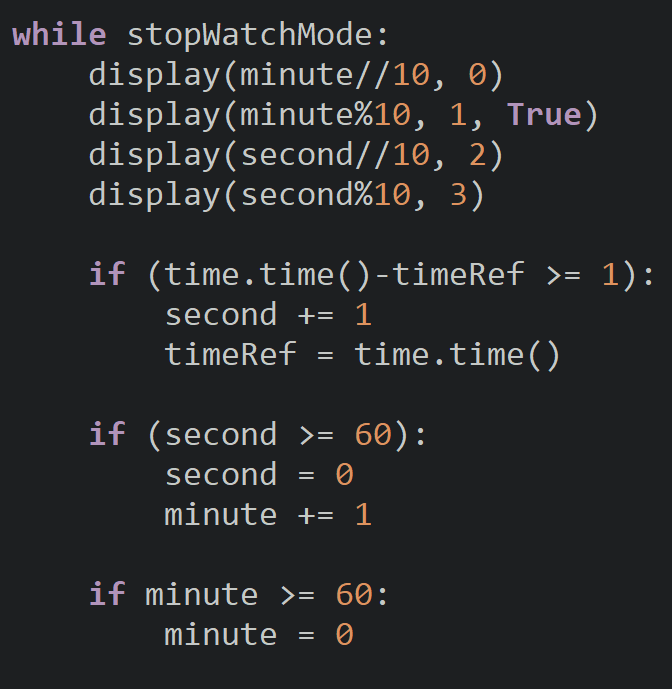 while stopWatchMode:
    display(minute//10, 0)
    display(minute%10, 1, True)
    display(second//10, 2)
    display(second%10, 3)

    if (time.time()-timeRef >= 1):
        second += 1
        timeRef = time.time()

    if (second >= 60):
        second = 0
        minute += 1

    if minute >= 60:
        minute = 0